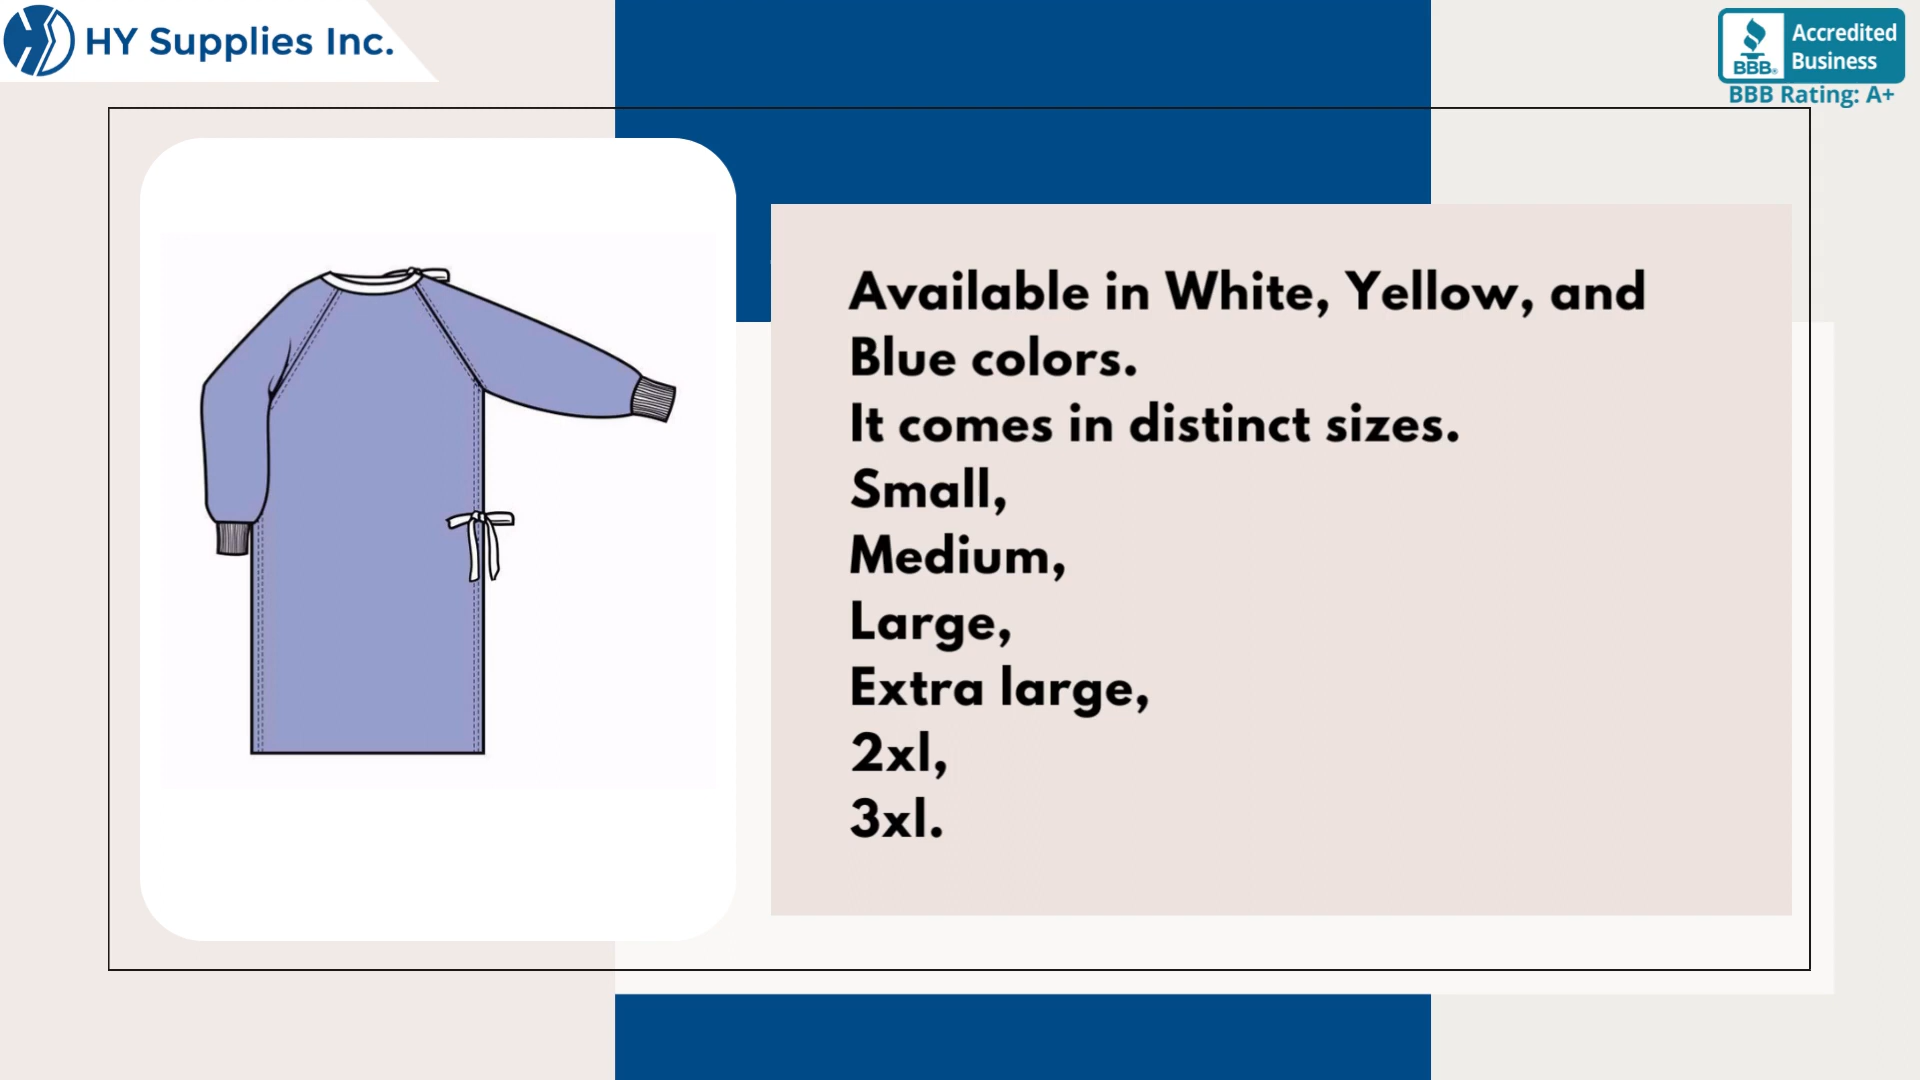 HY Supplies Inc.
BBB
Accredited
Business
BBB Rating: A+
Available in White, Yellow, and
Blue colors.
It comes in distinct sizes.
Small,
Medium,
Large,
Extra large,
2xl,
3xl.